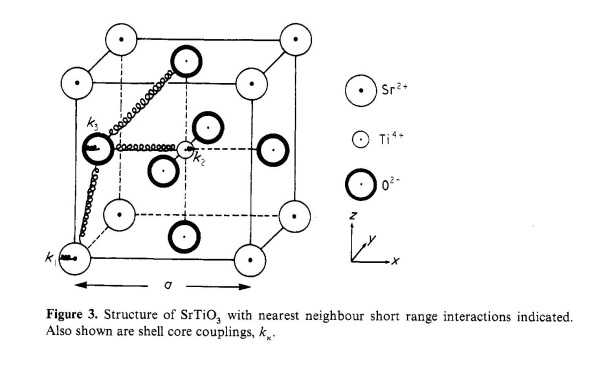 k₃
k₂
k₁
a
Sr²⁺
Ti⁴⁺
O²⁻
z
y
x
Figure 3. Structure of SrTiO₃ with nearest neighbour short range interactions indicated.
Also shown are shell core couplings, kκ.